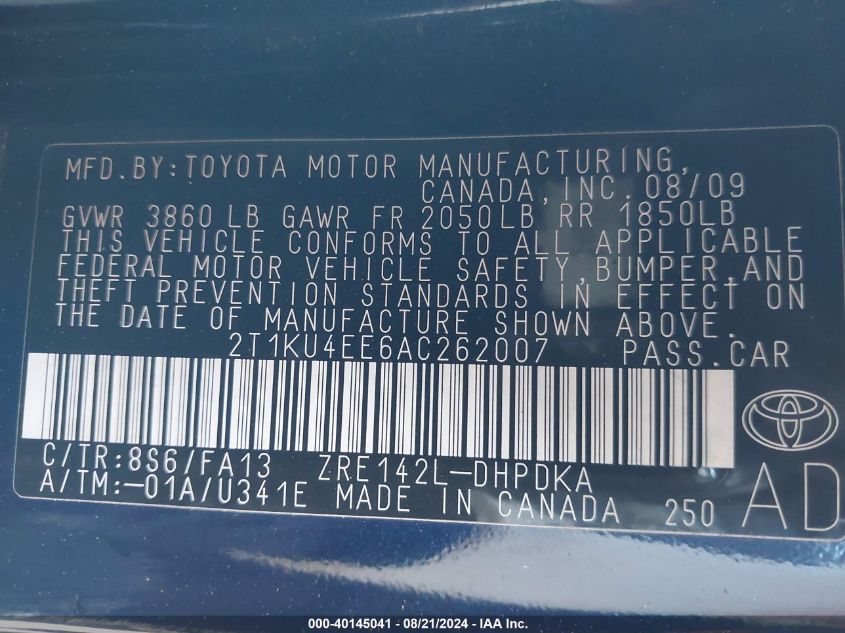 MFD.BY:TOYOTA MOTOR MANUFACTURING,
CANADA,INC. 08/09
GVWR 3860 LB GAWR FR 2050LB RR 1850LB
THIS VEHICLE CONFORMS TO ALL APPLICABLE
FEDERAL MOTOR VEHICLE SAFETY,BUMPER,AND
THEFT PREVENTION STANDARDS IN EFFECT ON
THE DATE OF MANUFACTURE SHOWN ABOVE.
2T1KU4EE6AC262007 PASS.CAR
C/TR:8S6/FA13 ZRE142L-DHPDKA
A/TM:-01A/U341E MADE IN CANADA 250 AD
000-40145041 - 08/21/2024 - IAA Inc.